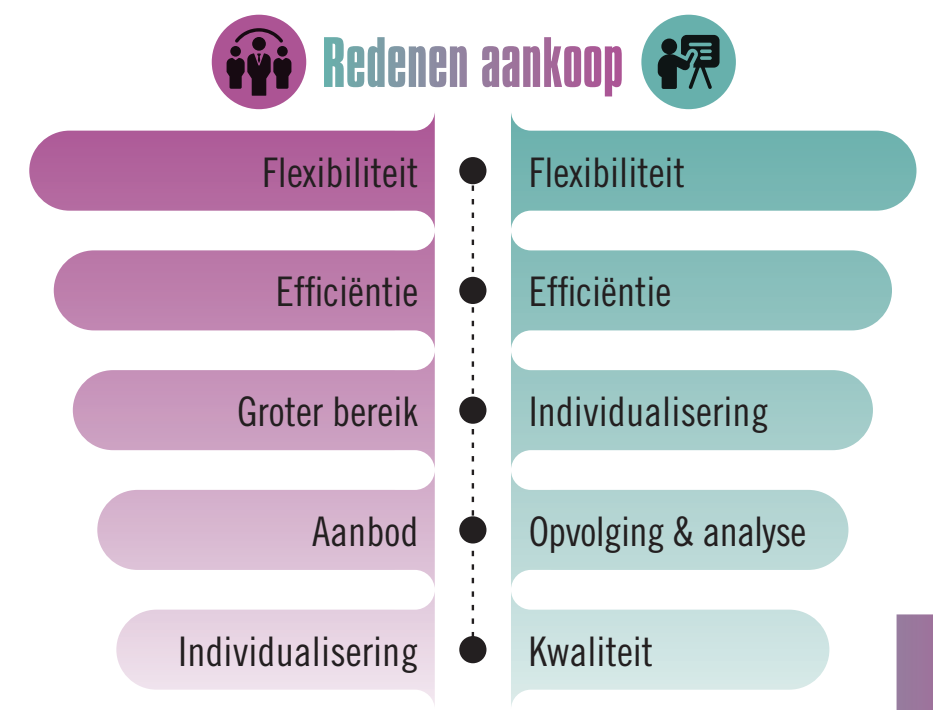 Redenen aankoop
Flexibiliteit
Flexibiliteit
Efficiëntie
Efficiëntie
Groter bereik
Individualisering
Aanbod
Opvolging & analyse
Individualisering
Kwaliteit